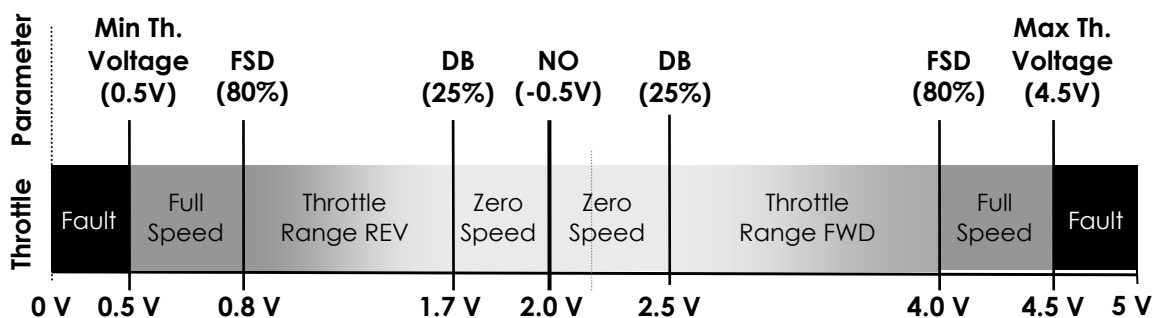 Parameter
Min Th.
Voltage
(0.5V)
FSD
(80%)
DB
(25%)
NO
(-0.5V)
DB
(25%)
FSD
(80%)
Max Th.
Voltage
(4.5V)
Throttle
Fault
Full
Speed
Throttle
Range REV
Zero
Speed
Zero
Speed
Throttle
Range FWD
Full
Speed
Fault
0 V 0.5 V 0.8 V 1.7 V 2.0 V 2.5 V 4.0 V 4.5 V 5 V